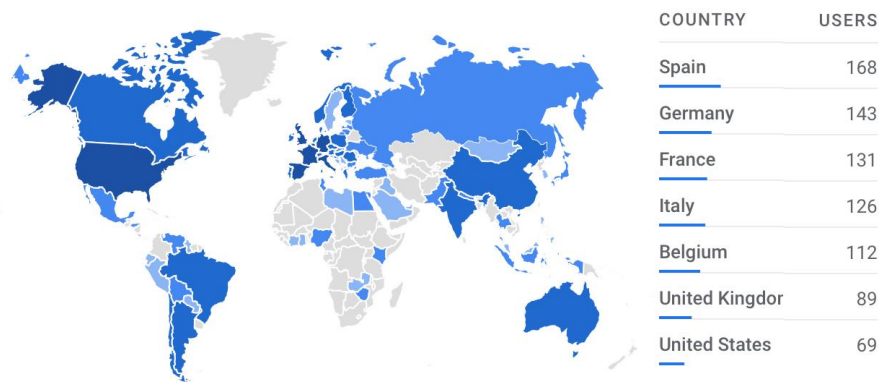 COUNTRY USERS
Spain 168
Germany 143
France 131
Italy 126
Belgium 112
United Kingdor 89
United States 69